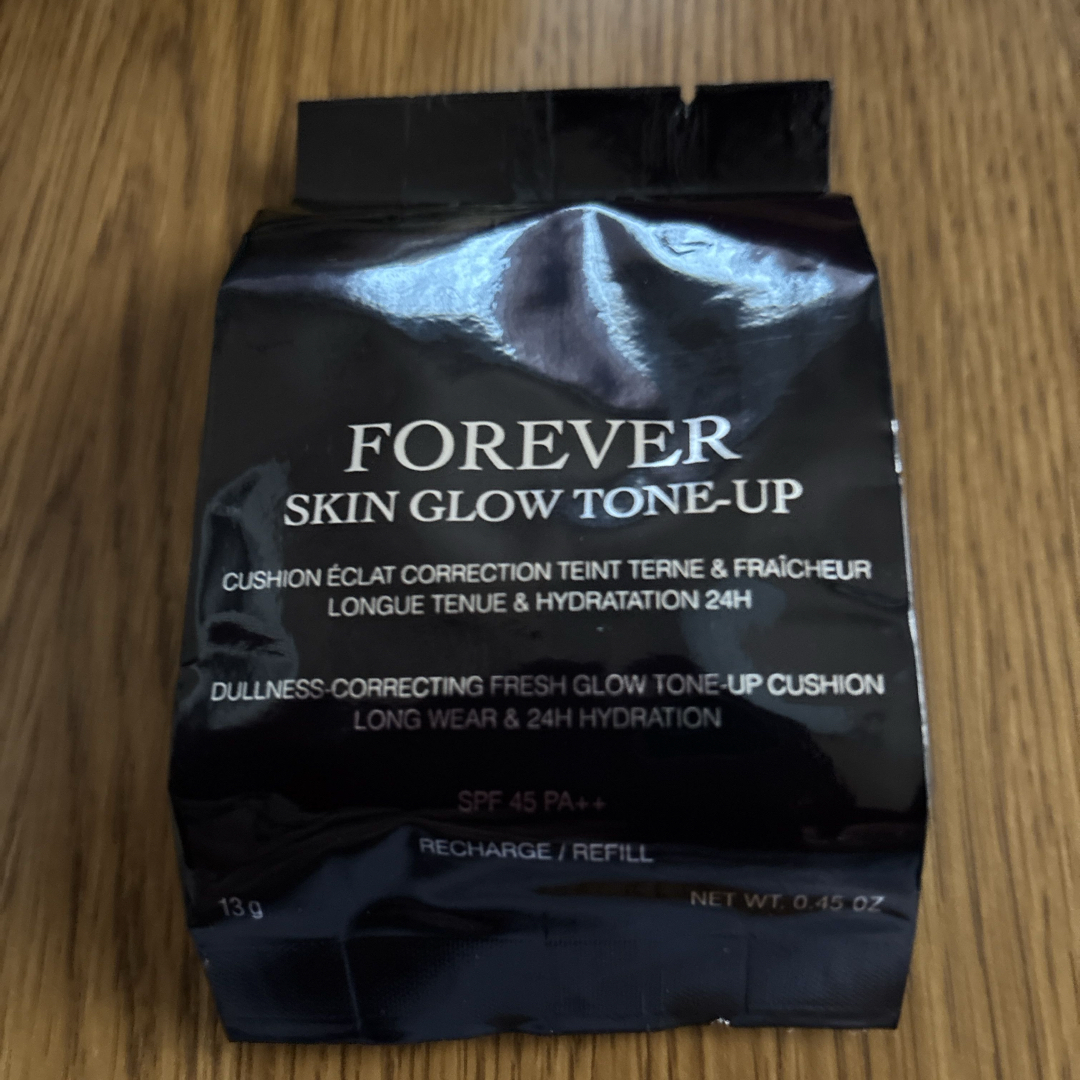 FOREVER
SKIN GLOW TONE-UP
CUSHION ÉCLAT CORRECTION TEINT TERNE & FRAÎCHEUR
LONGUE TENUE & HYDRATATION 24H
DULLNESS-CORRECTING FRESH GLOW TONE-UP CUSHION
LONG WEAR & 24H HYDRATION
SPF 45 PA++
RECHARGE / REFILL
13 g
NET WT. 0.45 OZ